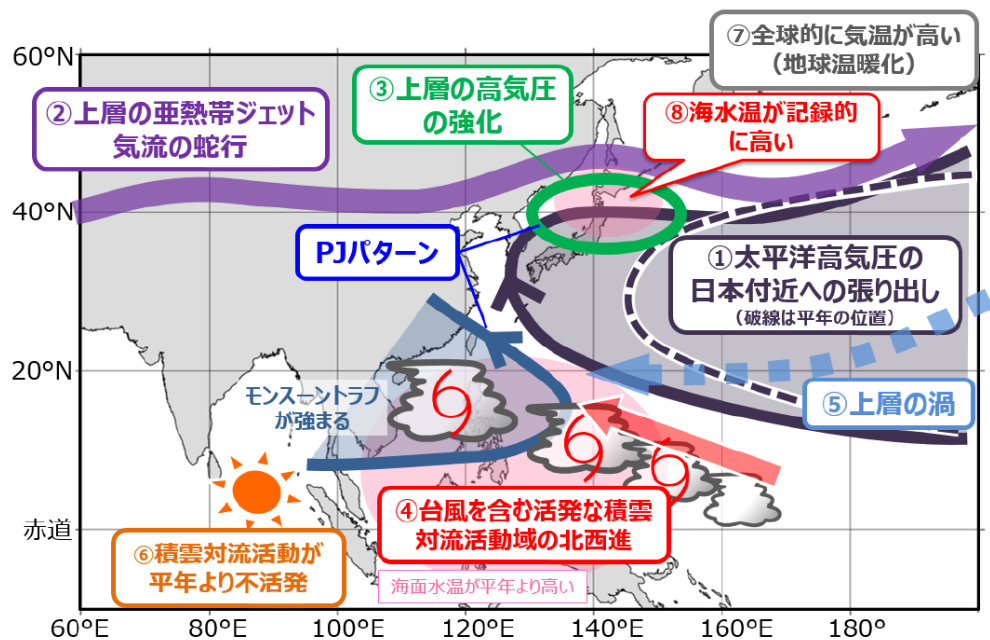 ⑦全球的に気温が高い
（地球温暖化）
60°N
③上層の高気圧
の強化
②上層の亜熱帯ジェット
気流の蛇行
⑧海水温が記録的
に高い
40°N
PJパターン
①太平洋高気圧の
日本付近への張り出し
（破線は平年の位置）
20°N
モンスーントラフ
が強まる
⑤上層の渦
④台風を含む活発な積雲
対流活動域の北西進
赤道
⑥積雲対流活動が
平年より不活発
海面水温が平年より高い
60°E
80°E
100°E
120°E
140°E
160°E
180°